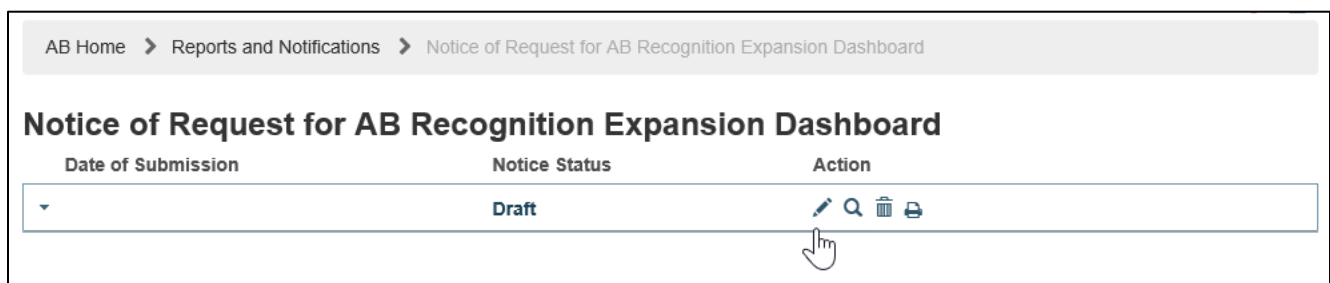 AB Home > Reports and Notifications > Notice of Request for AB Recognition Expansion Dashboard
Notice of Request for AB Recognition Expansion Dashboard
Date of Submission Notice Status Action
Draft